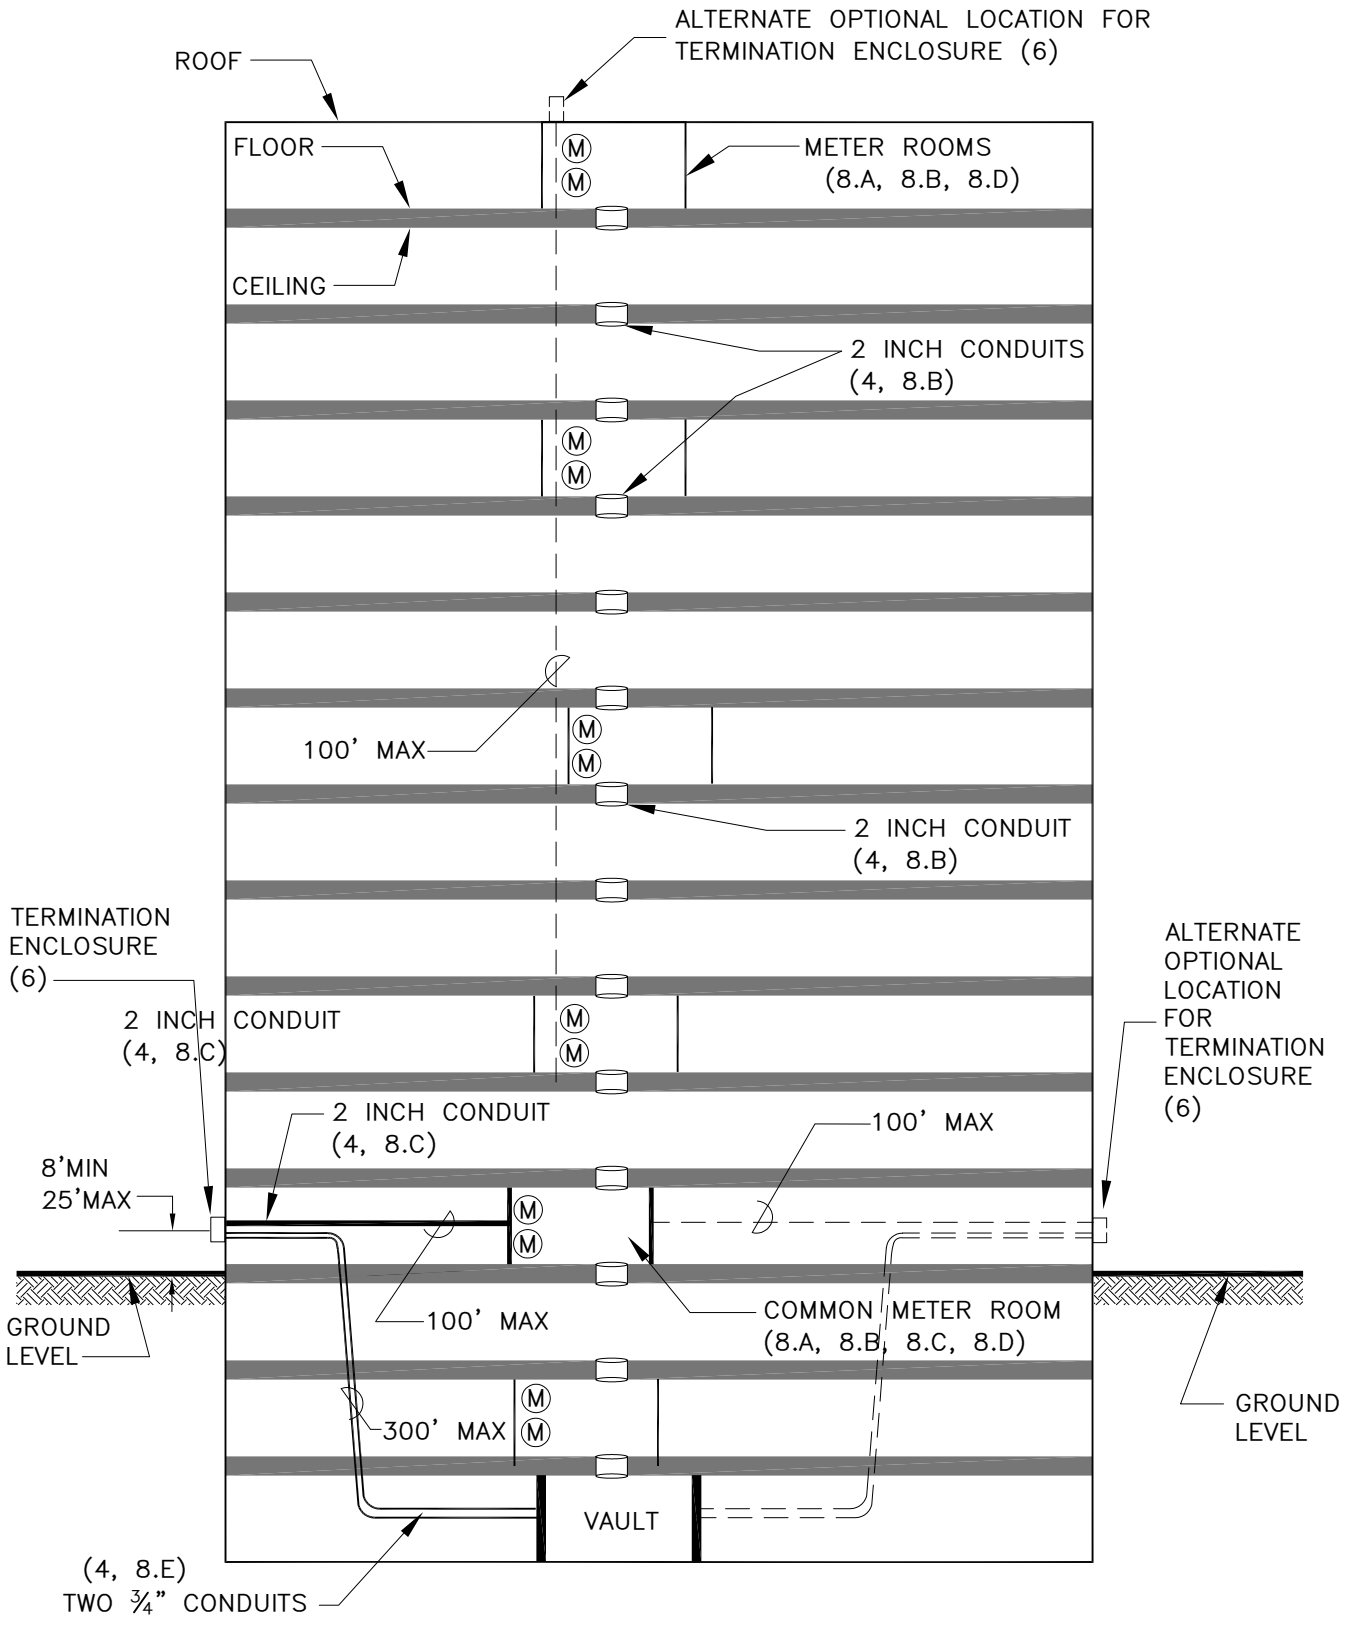 ALTERNATE OPTIONAL LOCATION FOR
TERMINATION ENCLOSURE (6)
ROOF
FLOOR
M
METER ROOMS
M
(8.A, 8.B, 8.D)
CEILING
2 INCH CONDUITS
(4, 8.B)
M
M
M
100' MAX
M
2 INCH CONDUIT
(4, 8.B)
TERMINATION
ENCLOSURE
(6)
ALTERNATE
OPTIONAL
LOCATION
FOR
TERMINATION
ENCLOSURE
(6)
2 INCH CONDUIT
(4, 8.C)
M
M
2 INCH CONDUIT
(4, 8.C)
100' MAX
8'MIN
25'MAX
M
M
GROUND
LEVEL
100' MAX
COMMON METER ROOM
(8.A, 8.B, 8.C, 8.D)
M
300' MAX
M
GROUND
LEVEL
VAULT
(4, 8.E)
TWO ¾" CONDUITS